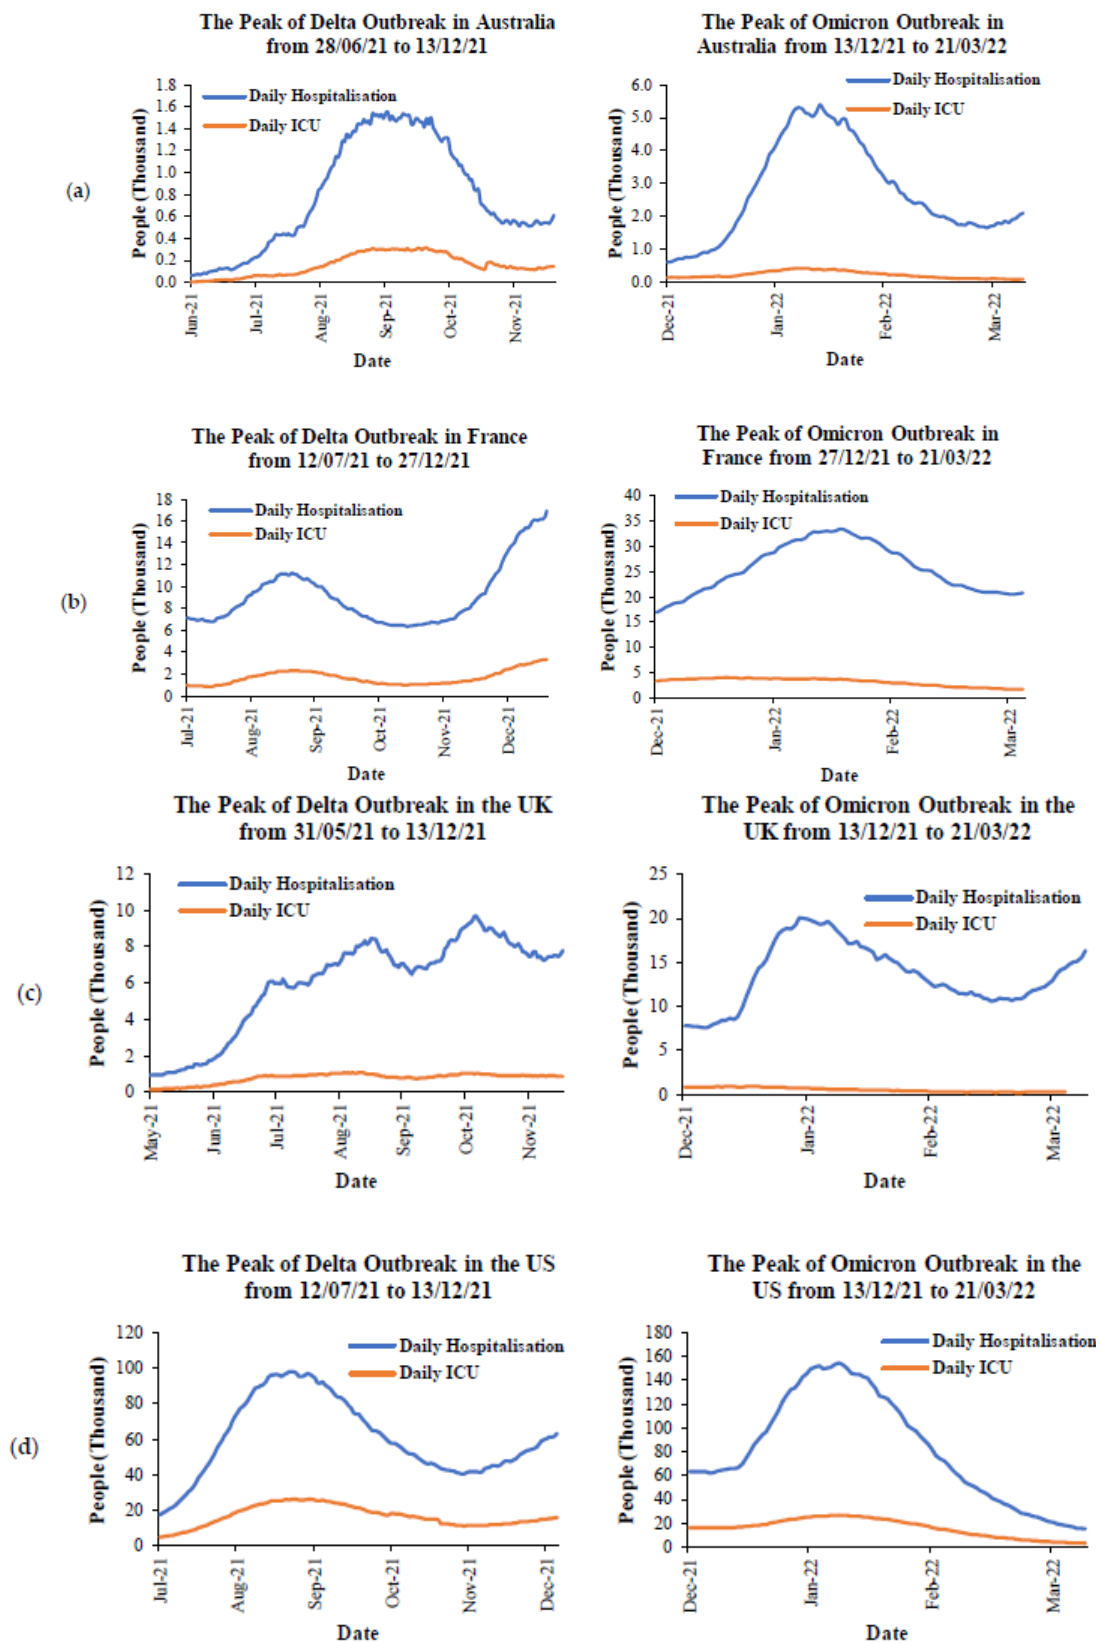 The Peak of Delta Outbreak in Australia
from 28/06/21 to 13/12/21
1.8
1.6
1.4
1.2
1.0
0.8
0.6
0.4
0.2
0.0
People (Thousand)
Daily Hospitalisation
Daily ICU
Jun-21
Jul-21
Aug-21
Sep-21
Oct-21
Nov-21
Date
The Peak of Omicron Outbreak in
Australia from 13/12/21 to 21/03/22
6.0
5.0
4.0
3.0
2.0
1.0
0.0
People (Thousand)
Daily Hospitalisation
Daily ICU
Dec-21
Jan-22
Feb-22
Mar-22
Date
(a)
The Peak of Delta Outbreak in France
from 12/07/21 to 27/12/21
18
16
14
12
10
8
6
4
2
0
People (Thousand)
Daily Hospitalisation
Daily ICU
Jul-21
Aug-21
Sep-21
Oct-21
Nov-21
Dec-21
Date
The Peak of Omicron Outbreak in
France from 27/12/21 to 21/03/22
40
35
30
25
20
15
10
5
0
People (Thousand)
Daily Hospitalisation
Daily ICU
Dec-21
Jan-22
Feb-22
Mar-22
Date
(b)
The Peak of Delta Outbreak in the UK
from 31/05/21 to 13/12/21
12
10
8
6
4
2
0
People (Thousand)
Daily Hospitalisation
Daily ICU
May-21
Jun-21
Jul-21
Aug-21
Sep-21
Oct-21
Nov-21
Date
The Peak of Omicron Outbreak in the
UK from 13/12/21 to 21/03/22
25
20
15
10
5
0
People (Thousand)
Daily Hospitalisation
Daily ICU
Dec-21
Jan-22
Feb-22
Mar-22
Date
(c)
The Peak of Delta Outbreak in the US
from 12/07/21 to 13/12/21
120
100
80
60
40
20
0
People (Thousand)
Daily Hospitalisation
Daily ICU
Jul-21
Aug-21
Sep-21
Oct-21
Nov-21
Dec-21
Date
The Peak of Omicron Outbreak in the
US from 13/12/21 to 21/03/22
180
160
140
120
100
80
60
40
20
0
People (Thousand)
Daily Hospitalisation
Daily ICU
Dec-21
Jan-22
Feb-22
Mar-22
Date
(d)